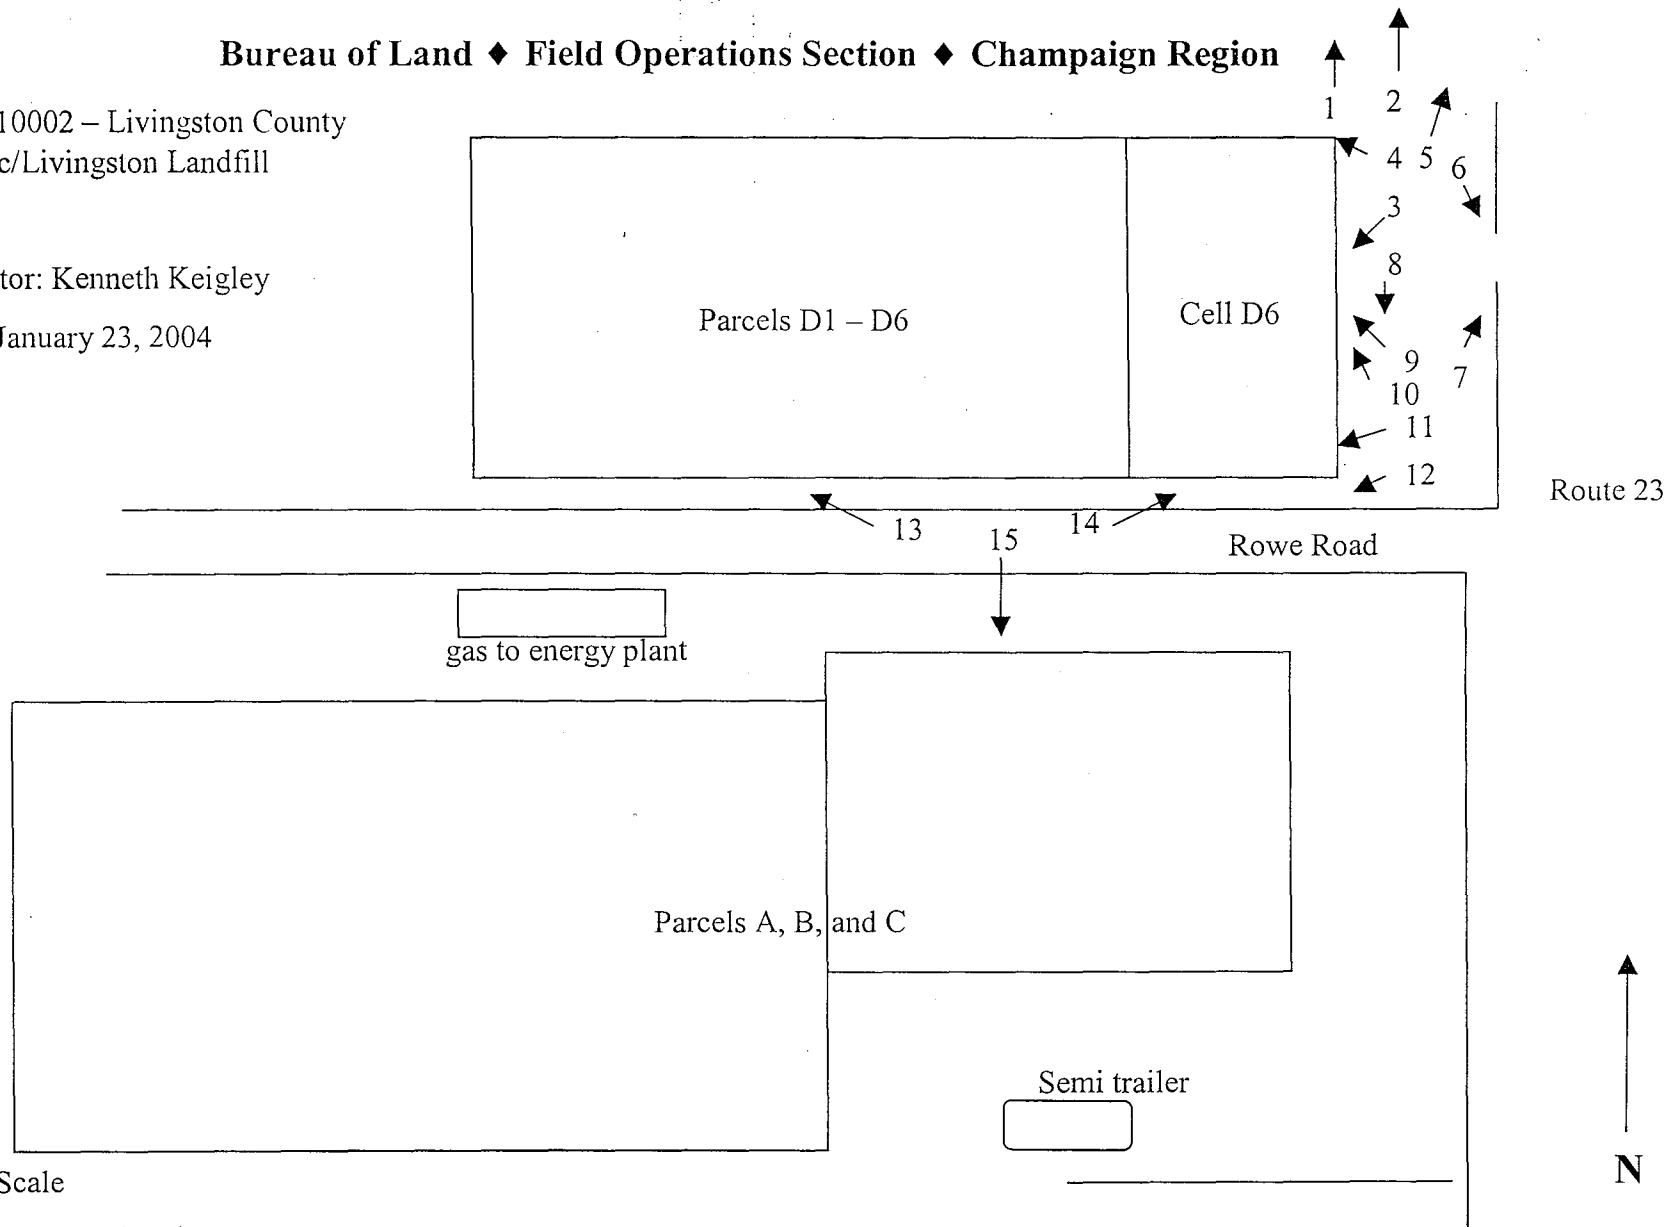 Bureau of Land ♦ Field Operations Section ♦ Champaign Region
10002 – Livingston County
c/Livingston Landfill
tor: Kenneth Keigley
January 23, 2004
1
2
4 5 6
3
8
Parcels D1 – D6
Cell D6
9
7
10
11
12
Route 23
13
14
15
Rowe Road
gas to energy plant
Parcels A, B, and C
Semi trailer
N
Scale